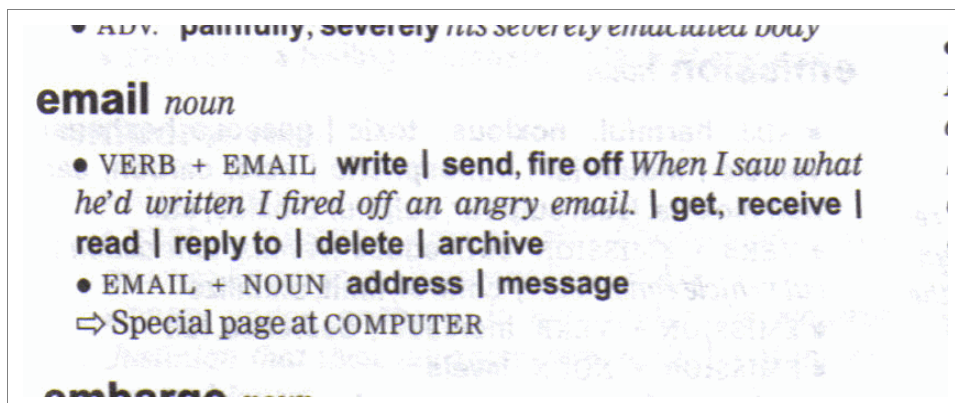 • ADV. painfully, severely his severely emaciated body
email noun
• VERB + EMAIL write | send, fire off When I saw what
he'd written I fired off an angry email. | get, receive |
read | reply to | delete | archive
• EMAIL + NOUN address | message
⇨ Special page at COMPUTER
embargo noun